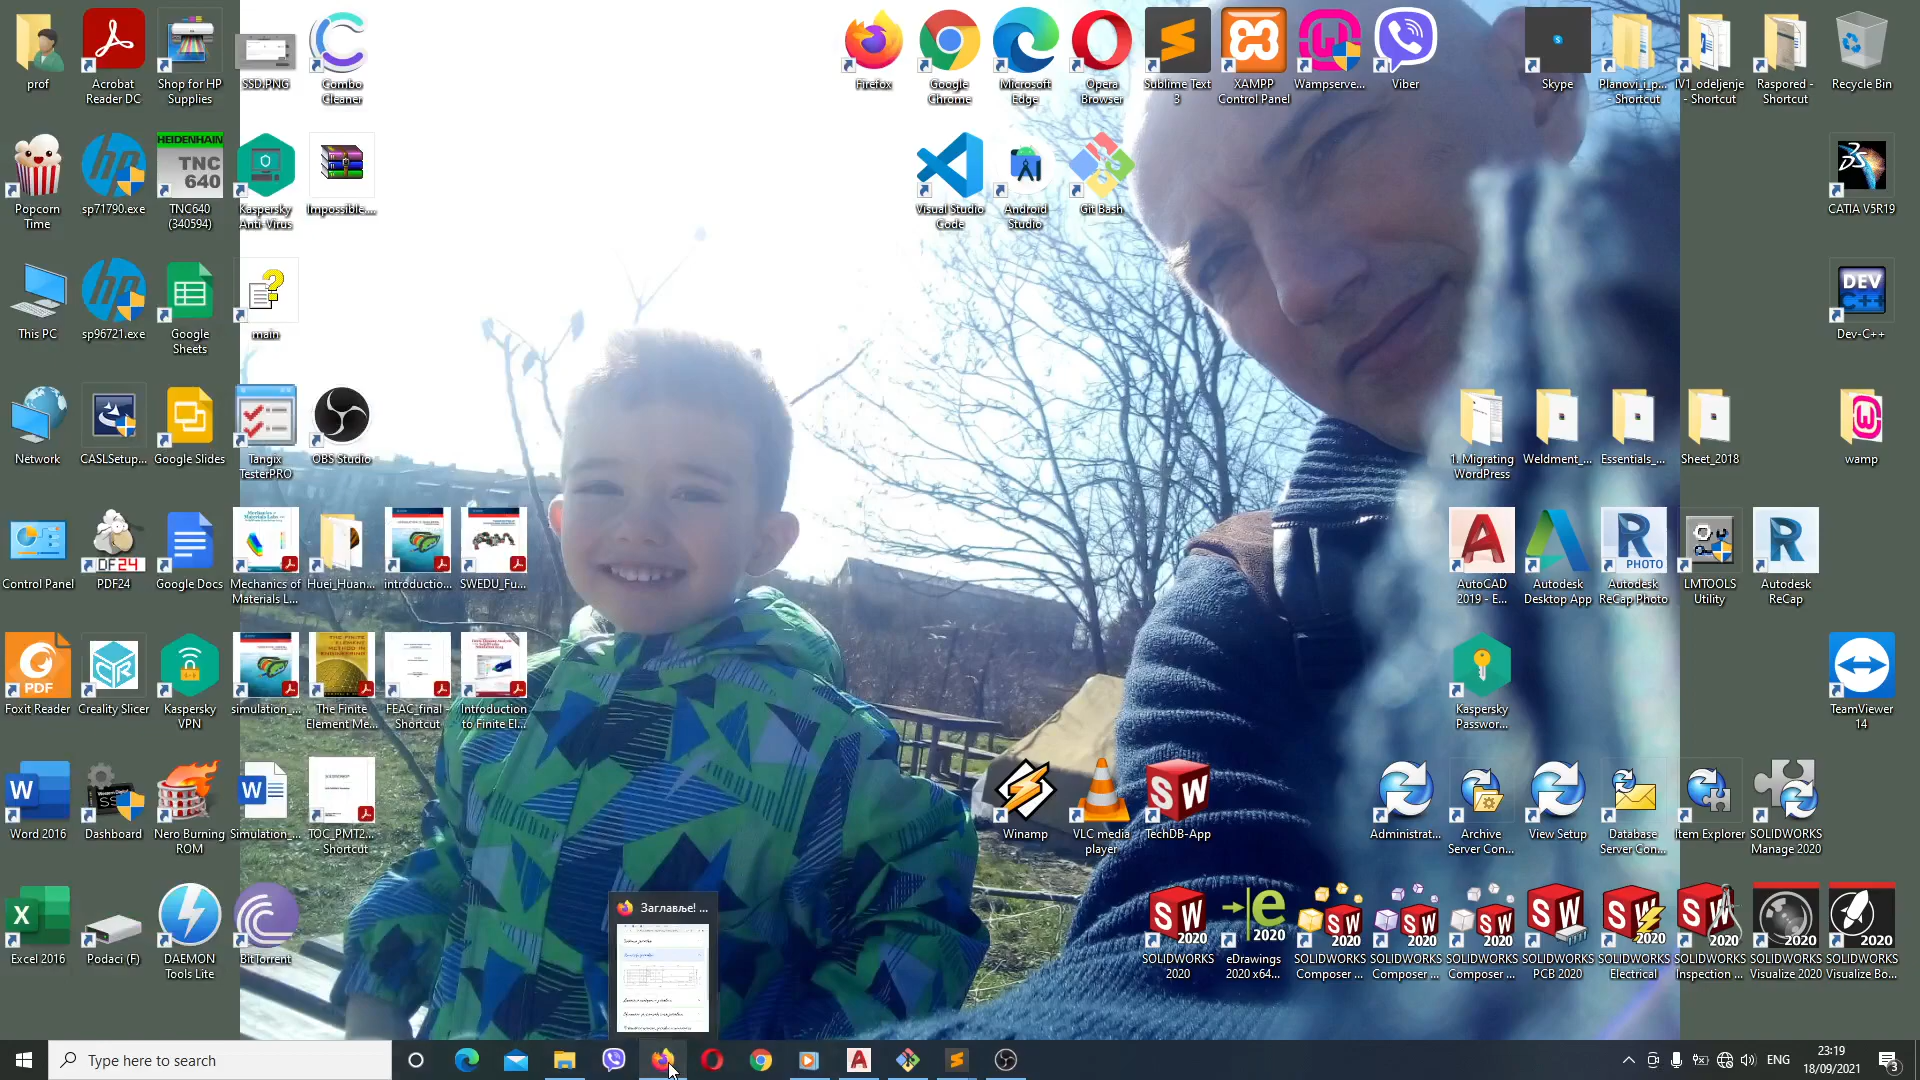 prof
Acrobat
Reader DC
Shop for HP
Supplies
SSD.PNG
Combo
Cleaner
Firefox
Google
Chrome
Microsoft
Edge
Opera
Browser
Sublime Text
3
XAMPP
Control Panel
Wampserve...
Viber
Skype
Planovi_i_p...
- Shortcut
IV1_odeljenje
- Shortcut
Raspored -
Shortcut
Recycle Bin
Popcorn
Time
sp71790.exe
HEIDENHAIN
TNC
640
TNC640
(340594)
Kaspersky
Anti-Virus
Impossible....
Visual Studio
Code
Android
Studio
Git Bash
CATIA V5R19
This PC
sp96721.exe
Google
Sheets
main
DEV
C++
Dev-C++
Network
CASLSetup...
Google Slides
Tangix
TesterPRO
OBS Studio
1. Migrating
WordPress
Weldment_...
Essentials_...
Sheet_2018
wamp
Control Panel
PDF24
Google Docs
Mechanics of
Materials L...
Huei_Huan...
introductio...
SWEDU_Fu...
AutoCAD
2019 - E...
Autodesk
Desktop App
PHOTO
Autodesk
ReCap Photo
LMTOOLS
Utility
Autodesk
ReCap
PDF
Foxit Reader
Creality Slicer
Kaspersky
VPN
simulation_...
The Finite
Element Me...
FEAC_final -
Shortcut
Introduction
to Finite El...
Kaspersky
Passwor...
TeamViewer
14
Word 2016
Dashboard
Nero Burning
ROM
Simulation_...
TOC_PMT2...
- Shortcut
Winamp
VLC media
player
TechDB-App
Administrat...
Archive
Server Con...
View Setup
Database
Server Con...
Item Explorer
SOLIDWORKS
Manage 2020
Excel 2016
Podaci (F)
DAEMON
Tools Lite
BitTorrent
SOLIDWORKS
2020
eDrawings
2020 x64...
SOLIDWORKS
Composer ...
SOLIDWORKS
Composer ...
SOLIDWORKS
Composer ...
SOLIDWORKS
PCB 2020
SOLIDWORKS
Electrical
SOLIDWORKS
Inspection ...
SOLIDWORKS
Visualize 2020
SOLIDWORKS
Visualize Bo...
Заглавље! ...
Type here to search
ENG
23:19
18/09/2021
3